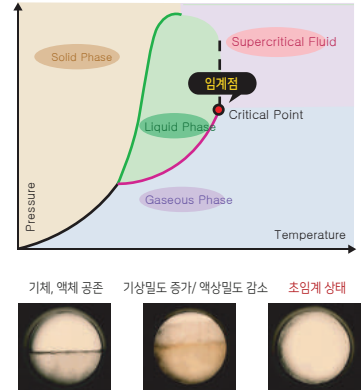 Supercritical Fluid
Solid Phase
임계점
Critical Point
Liquid Phase
Gaseous Phase
Pressure
Temperature
기체, 액체 공존
기상밀도 증가/ 액상밀도 감소
초임계 상태